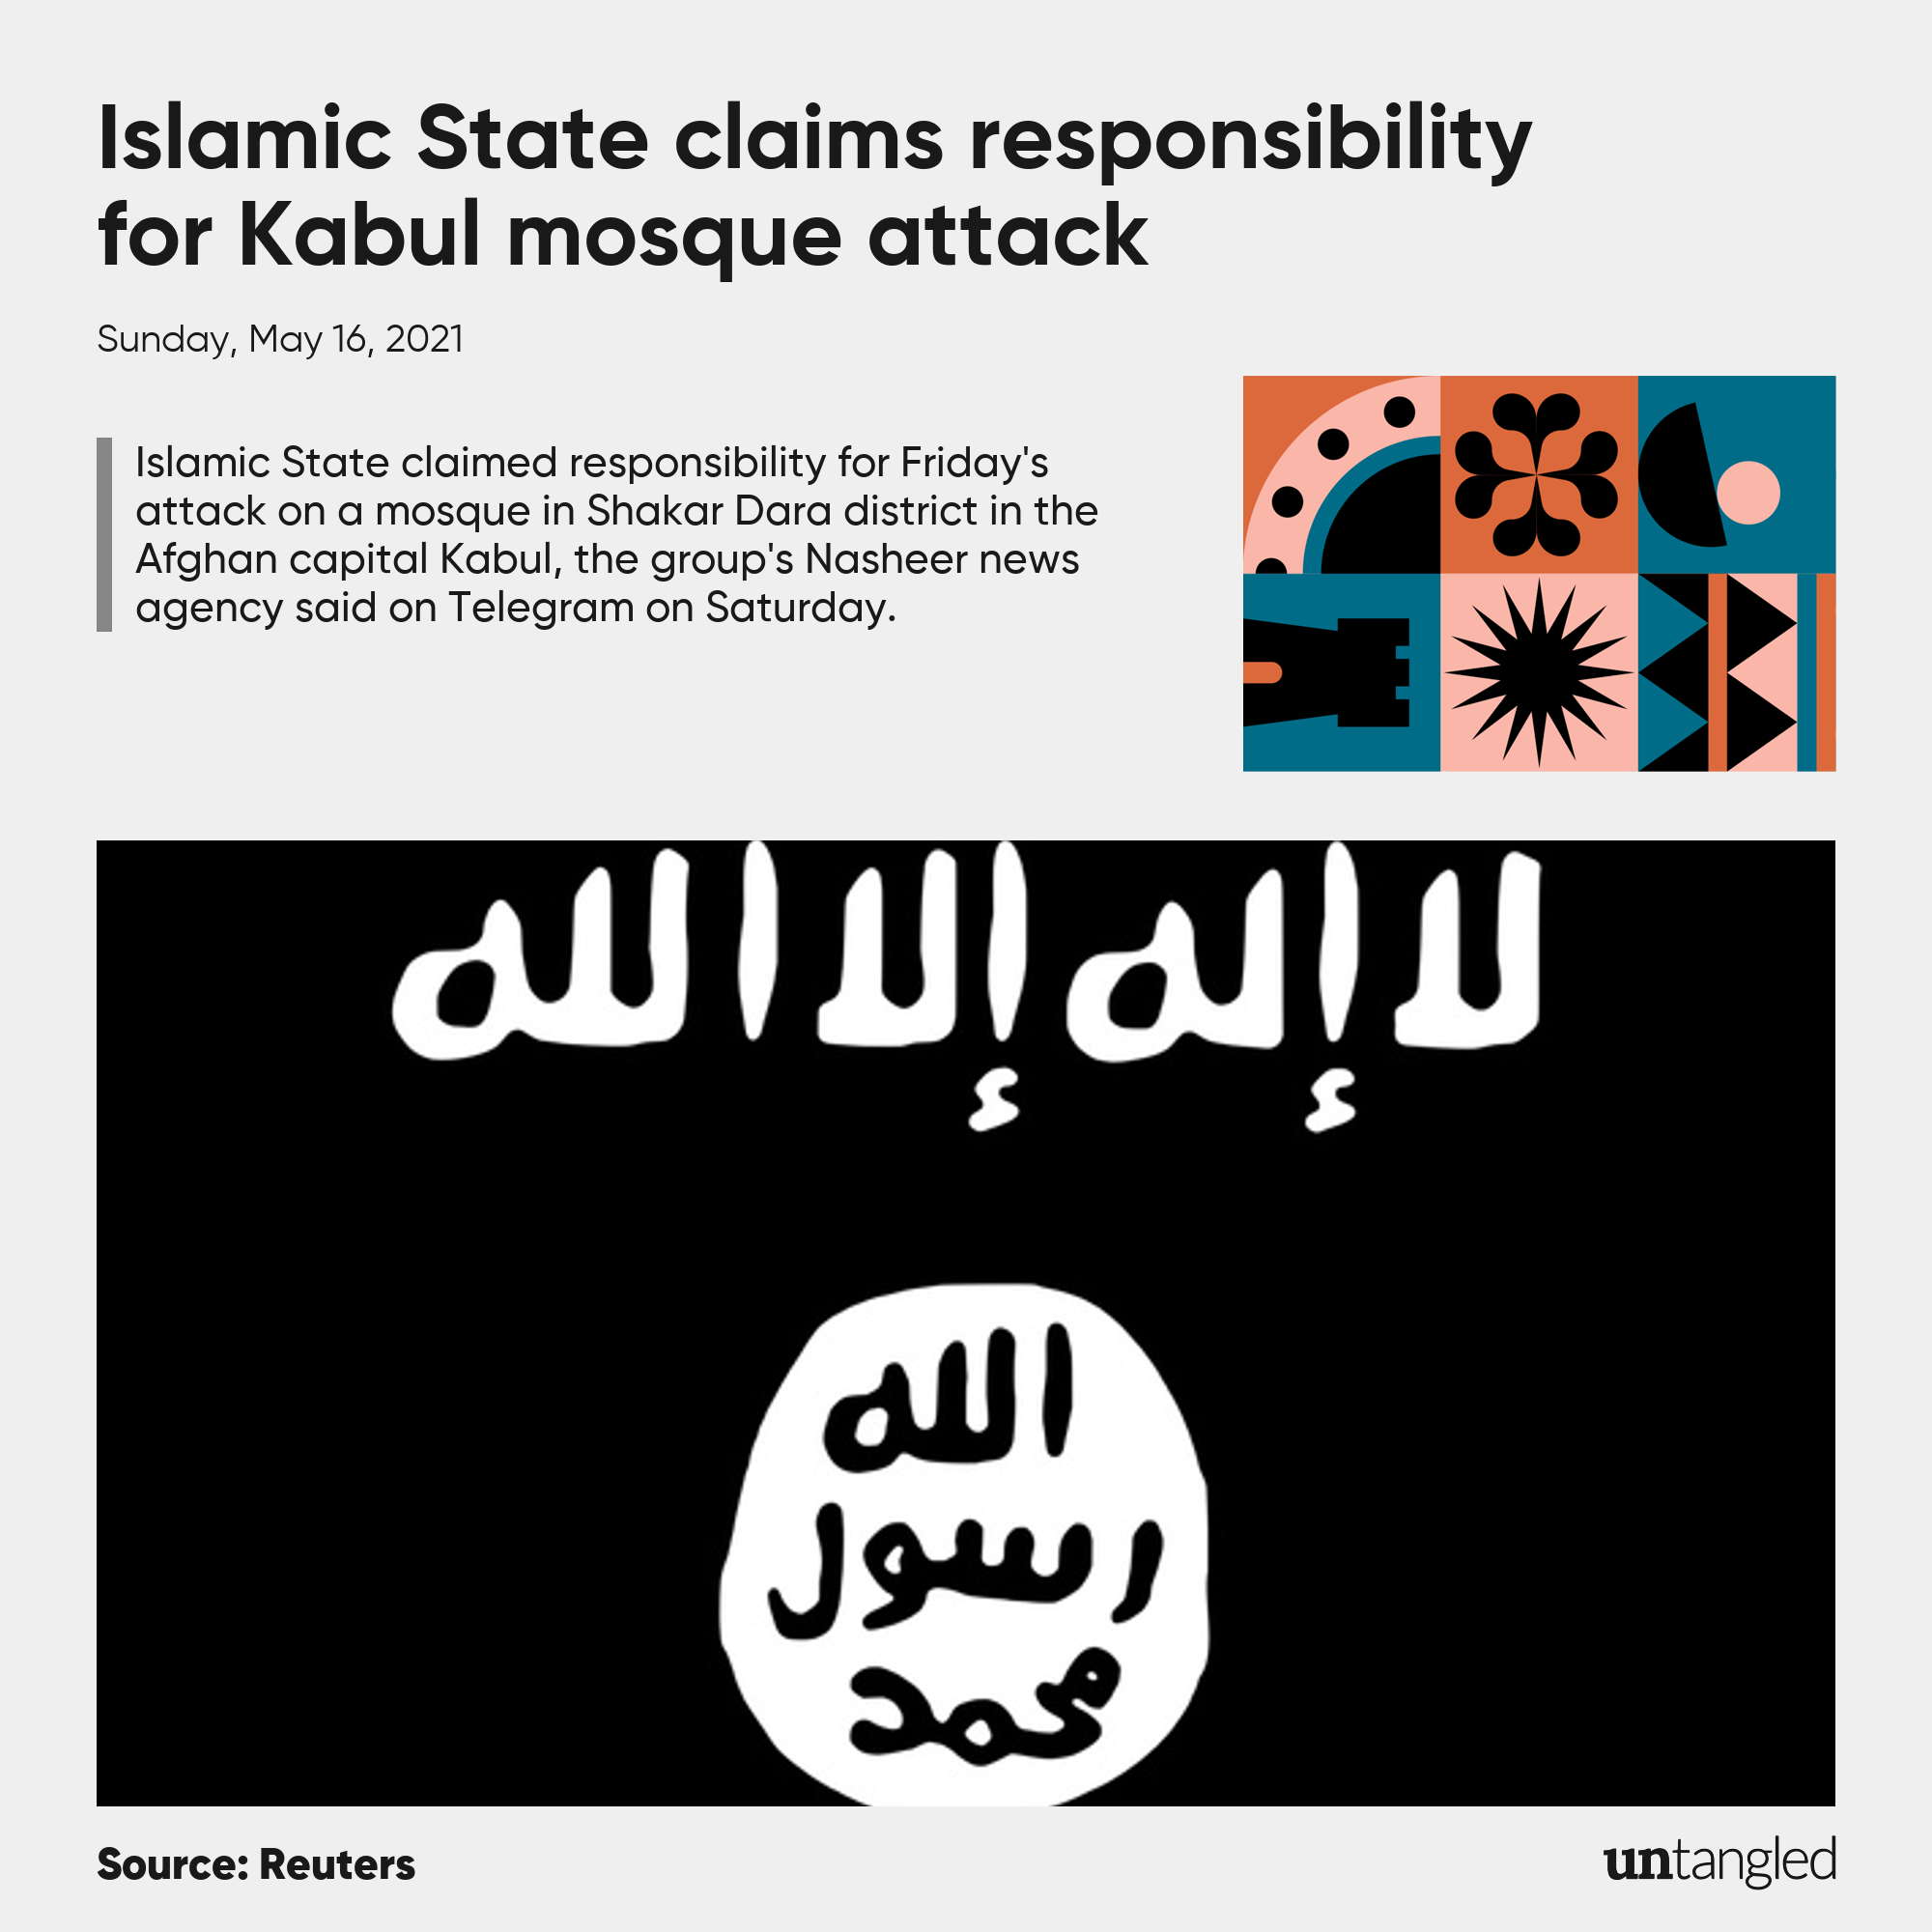 Islamic State claims responsibility
for Kabul mosque attack
Sunday, May 16, 2021
Islamic State claimed responsibility for Friday's
attack on a mosque in Shakar Dara district in the
Afghan capital Kabul, the group's Nasheer news
agency said on Telegram on Saturday.
لا إله إلا الله
الله
رسول
محمد
Source: Reuters
untangled